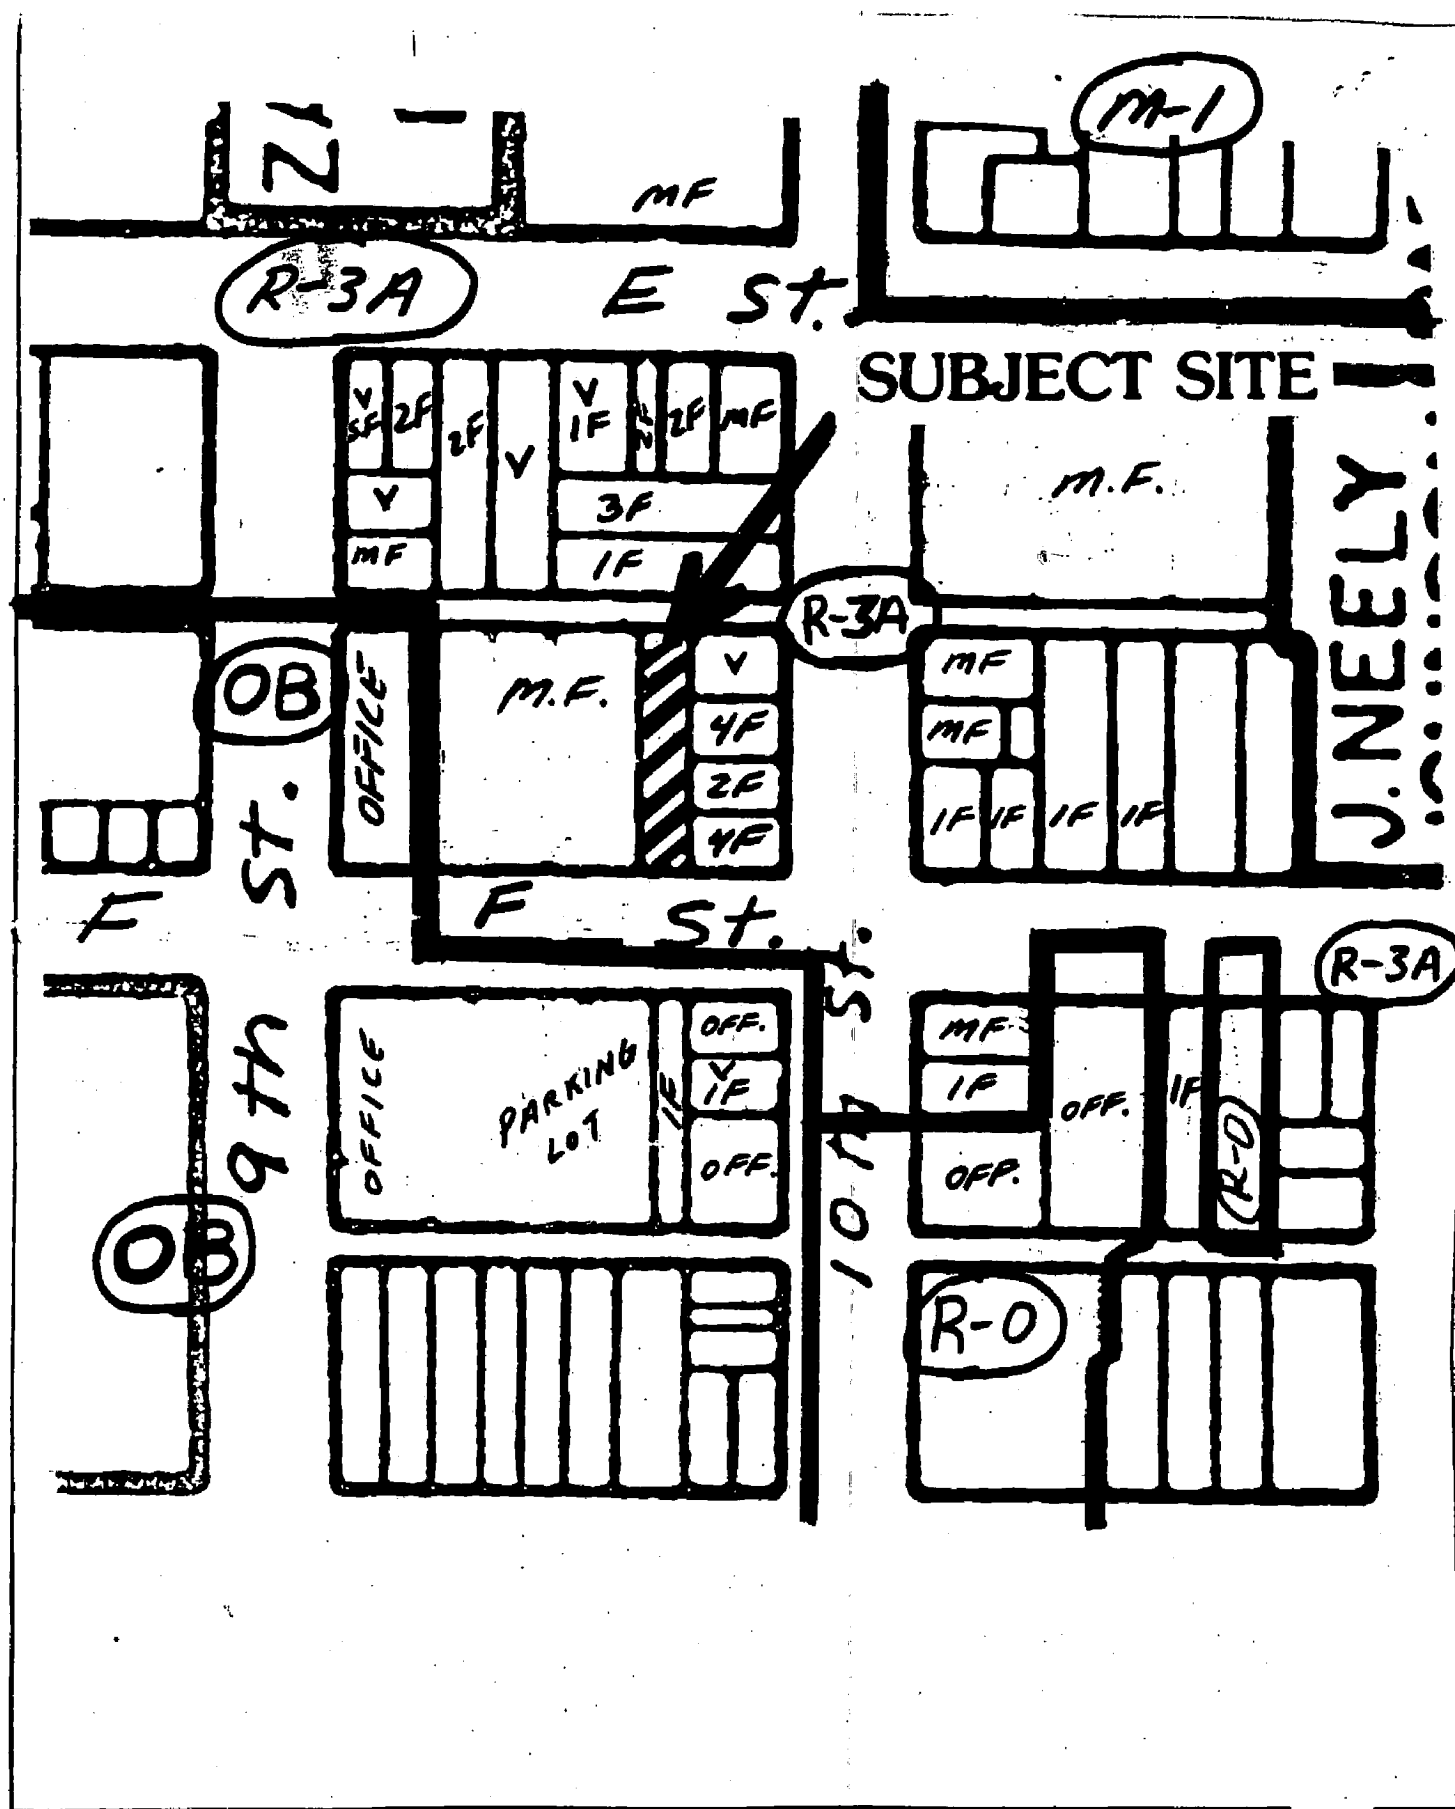 M-1
MF
R-3A
E St.
SUBJECT SITE
V
SF
2F
2F
V
V
1F
2F
2F
MF
V
3F
MF
1F
M.F.
J. NEELY
R-3A
OB
OFFICE
M.F.
V
4F
2F
4F
MF
MF
1F
1F
1F
1F
F
St.
F St.
R-3A
9th
St.
10th
OFFICE
PARKING
LOT
1F
OFF.
V
1F
OFF.
MF
1F
OFF.
OFF.
1F
R-O
OB
R-O